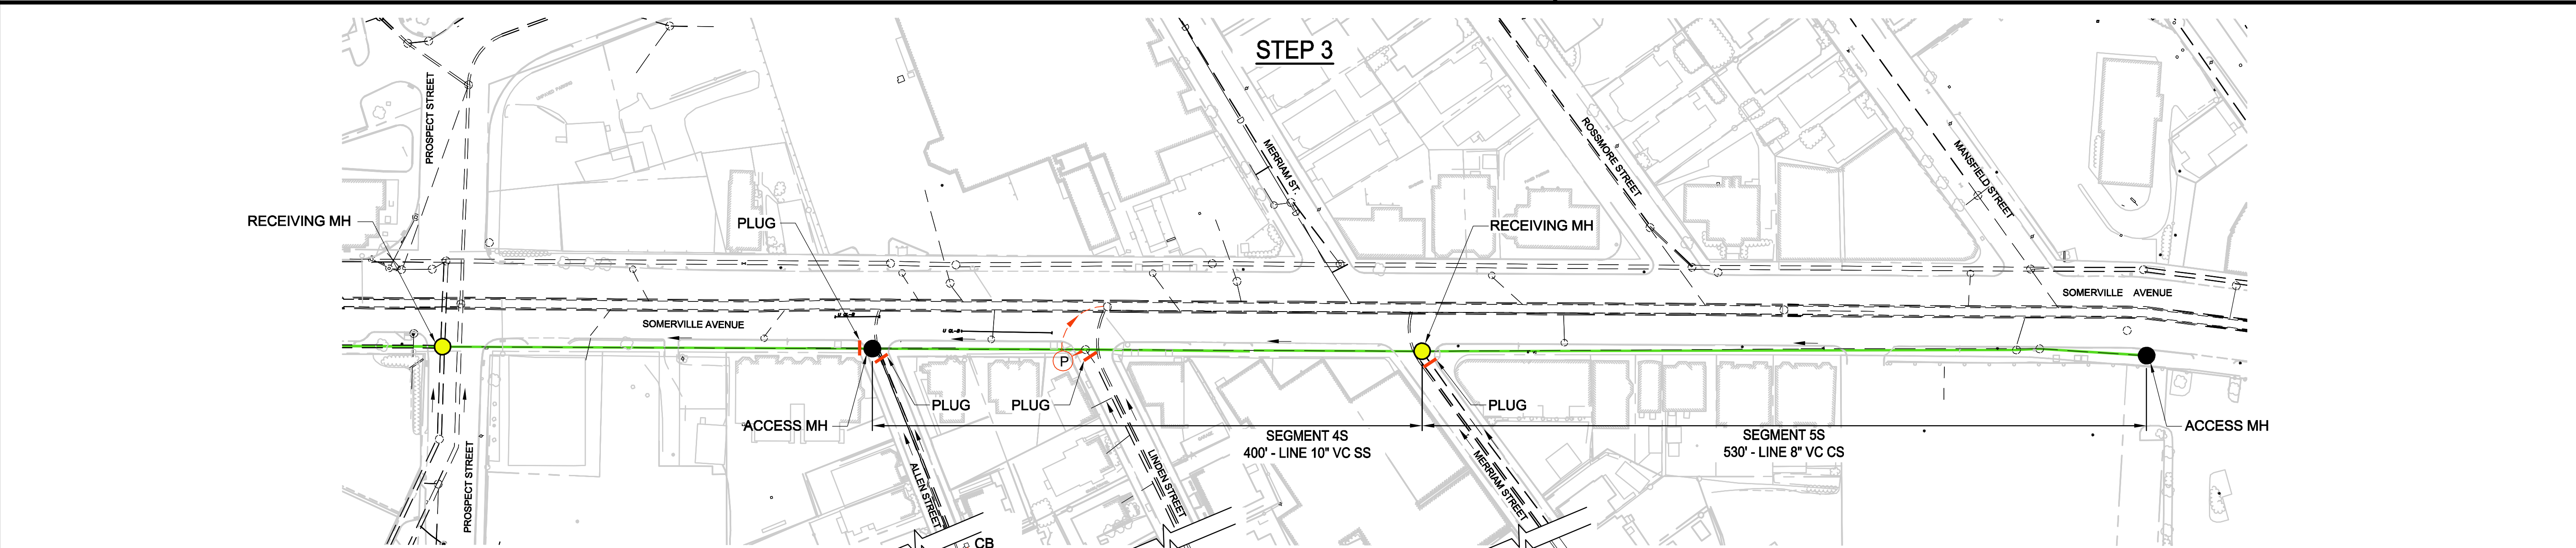 STEP 3
PROSPECT STREET
MERRIAM ST.
ROSSMORE STREET
MANSFIELD STREET
RECEIVING MH
PLUG
RECEIVING MH
SOMERVILLE AVENUE
SOMERVILLE AVENUE
P
PLUG
PLUG
PLUG
ACCESS MH
ACCESS MH
SEGMENT 4S
400' - LINE 10" VC SS
SEGMENT 5S
530' - LINE 8" VC CS
PROSPECT STREET
ALLEN STREET
LINDEN STREET
MERRIAM STREET
CB